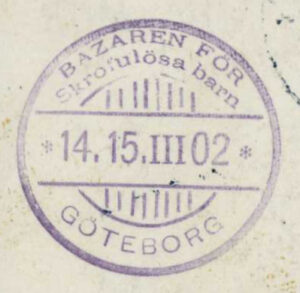 BAZAREN FÖR
Skrofulösa barn
* 14.15.III 02 *
GÖTEBORG